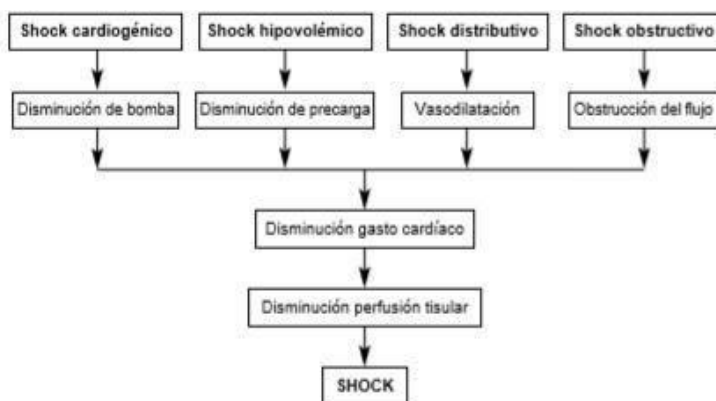 Shock cardiogénico
Shock hipovolémico
Shock distributivo
Shock obstructivo
Disminución de bomba
Disminución de precarga
Vasodilatación
Obstrucción del flujo
Disminución gasto cardíaco
Disminución perfusión tisular
SHOCK